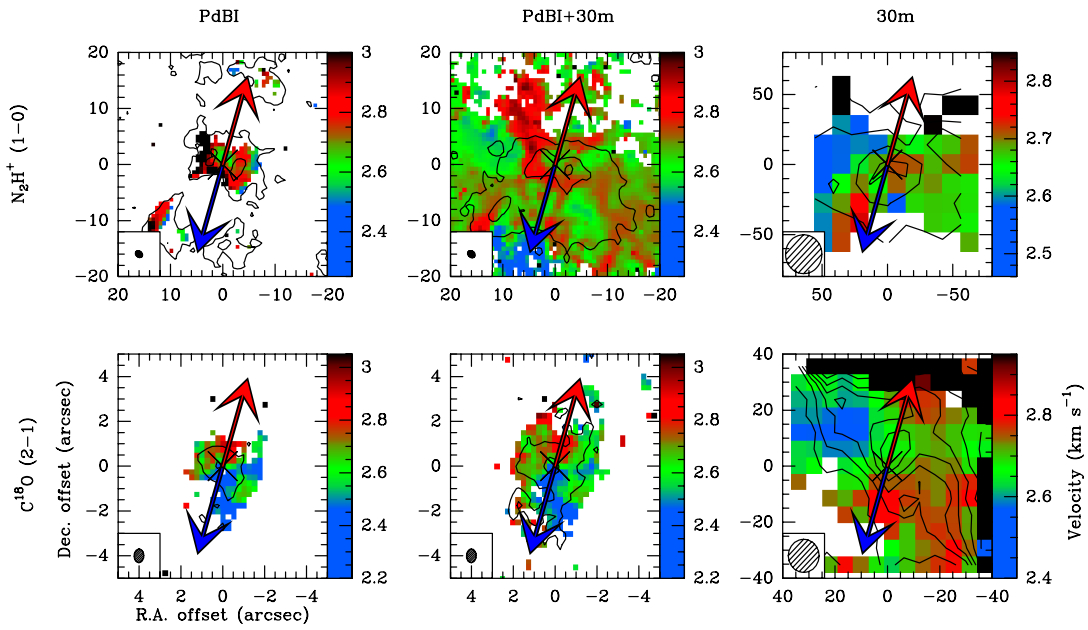 PdBI PdBI+30m 30m
N₂H⁺ (1−0)
20 10 0 −10 −20
20 10 0 −10 −20
3 2.8 2.6 2.4
20 10 0 −10 −20
20 10 0 −10 −20
3 2.8 2.6 2.4
50 0 −50
50 0 −50
2.8 2.7 2.6 2.5
C¹⁸O (2−1)
Dec. offset (arcsec)
4 2 0 −2 −4
4 2 0 −2 −4
3 2.8 2.6 2.4 2.2
R.A. offset (arcsec)
4 2 0 −2 −4
4 2 0 −2 −4
3 2.8 2.6 2.4 2.2
40 20 0 −20 −40
40 20 0 −20 −40
2.8 2.6 2.4
Velocity (km s⁻¹)